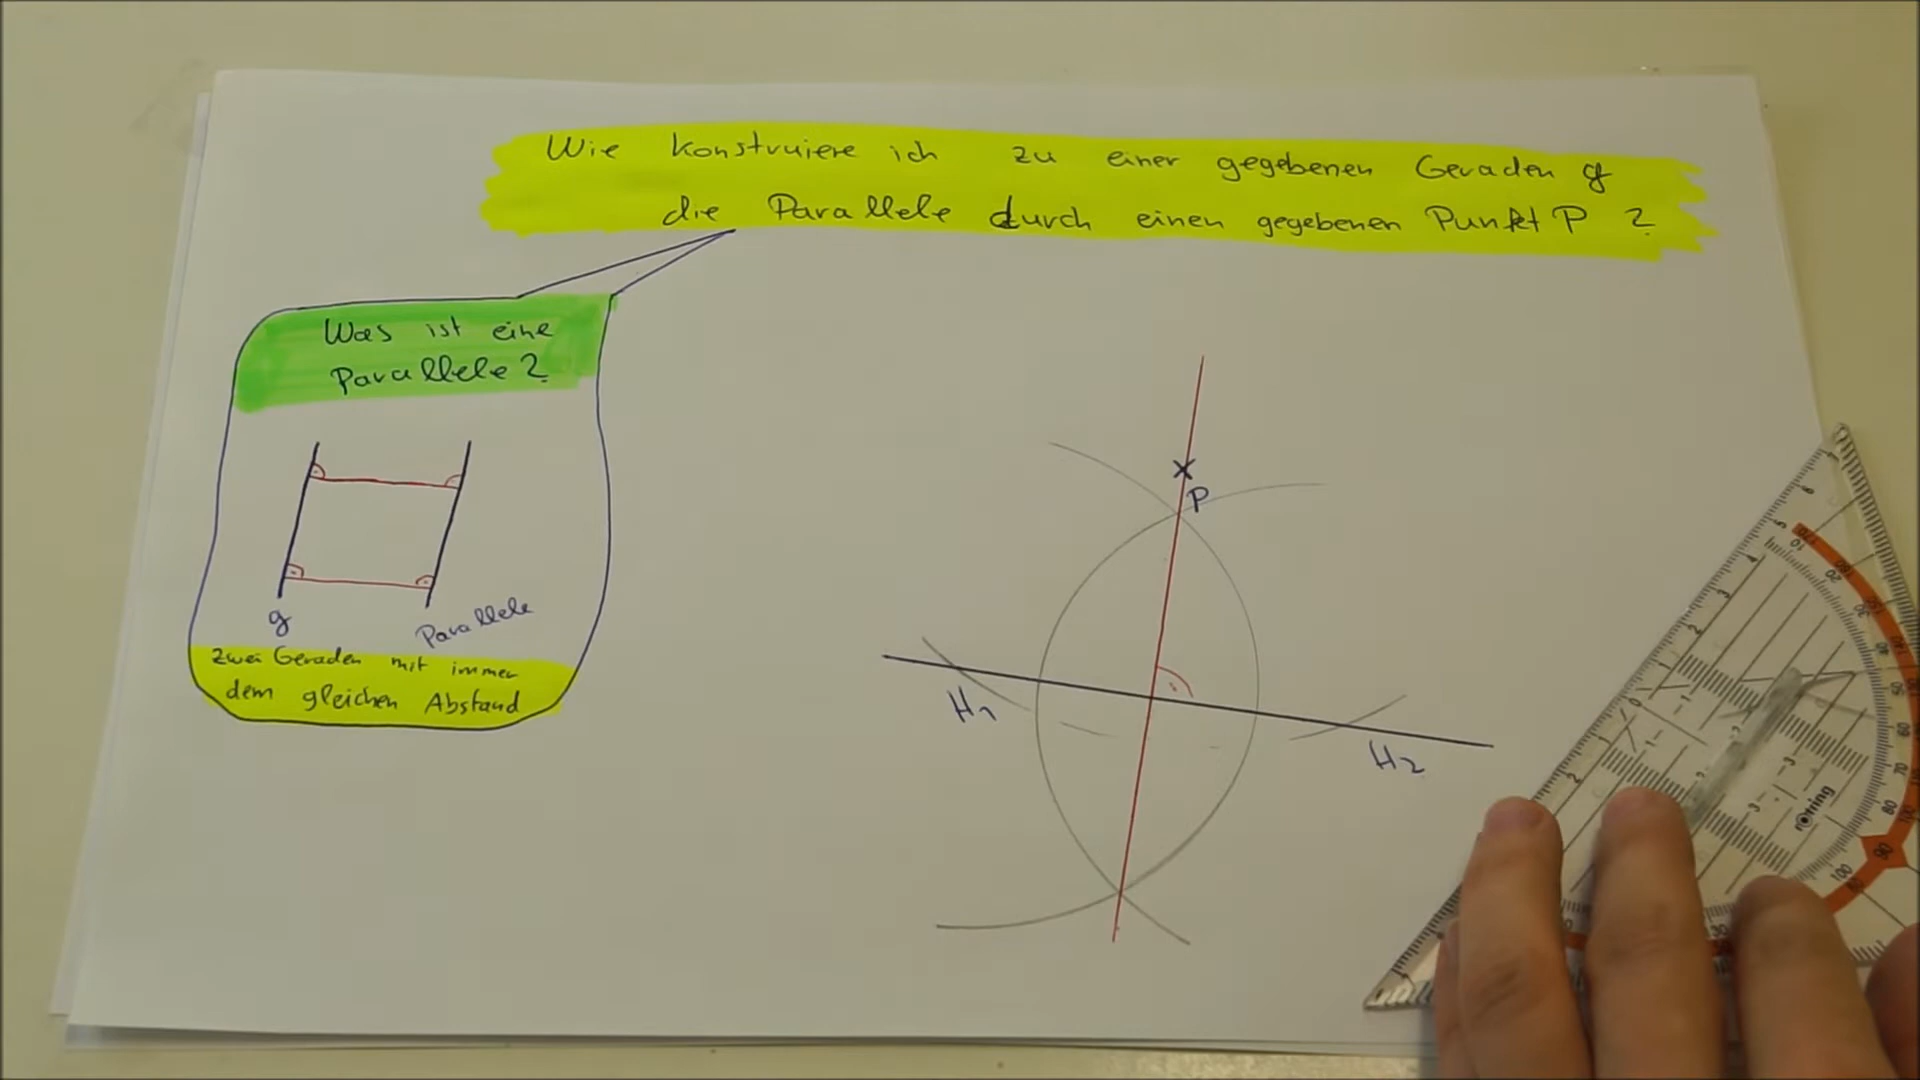 Wie konstruiere ich zu einer gegebenen Geraden g
die Parallele durch einen gegebenen Punkt P ?
Was ist eine
Parallele ?
g
Parallele
Zwei Geraden mit immer
dem gleichen Abstand
P
H1
H2
rotring